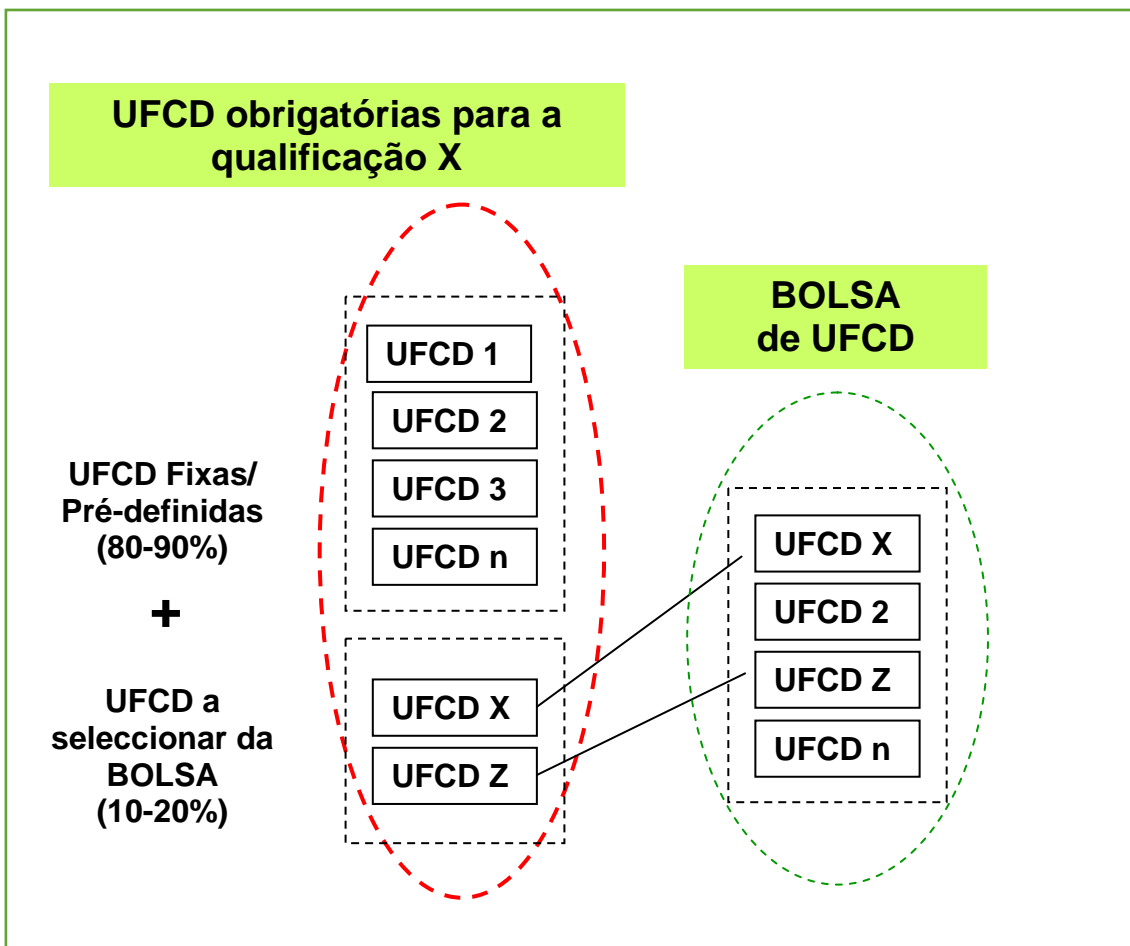 UFCD obrigatórias para a
qualificação X
BOLSA
de UFCD
UFCD Fixas/
Pré-definidas
(80-90%)
+
UFCD a
seleccionar da
BOLSA
(10-20%)
UFCD 1
UFCD 2
UFCD 3
UFCD n
UFCD X
UFCD Z
UFCD X
UFCD 2
UFCD Z
UFCD n